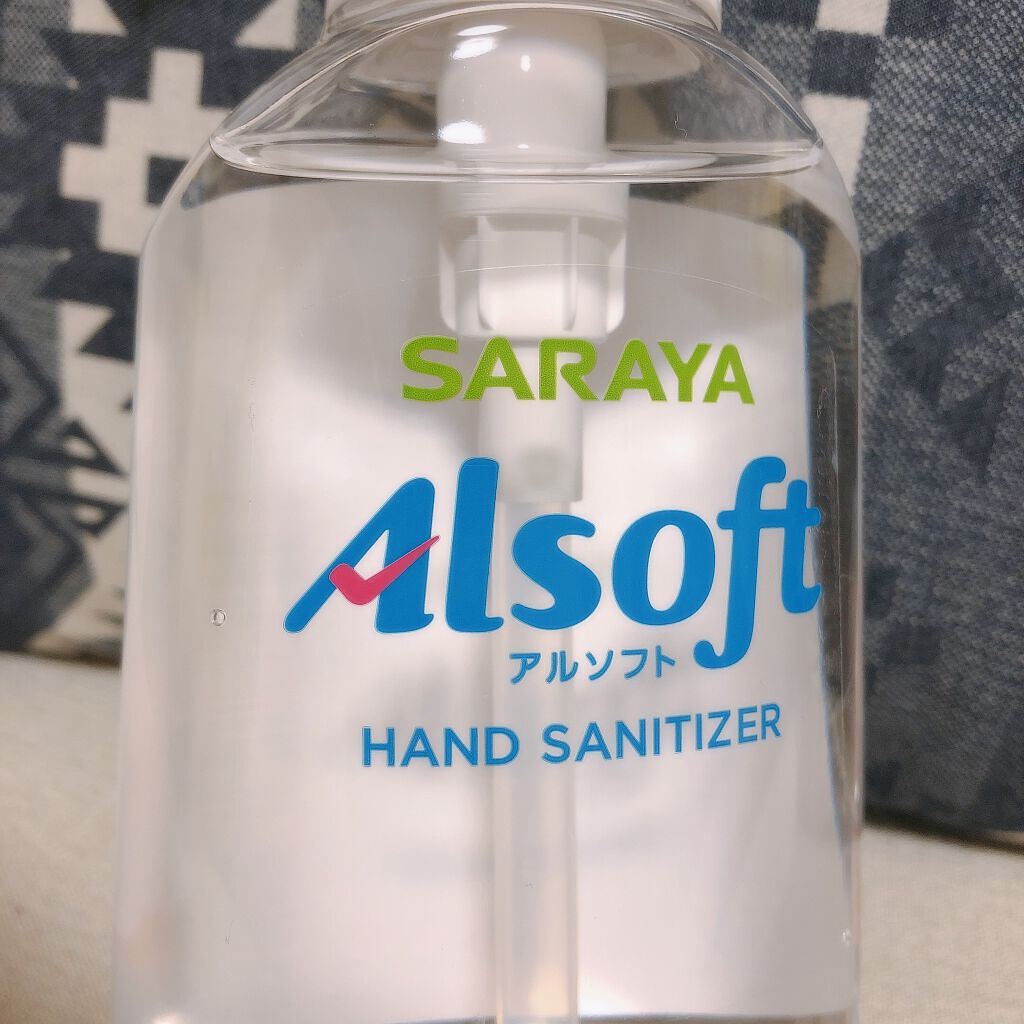 SARAYA
Alsoft
アルソフト
HAND SANITIZER